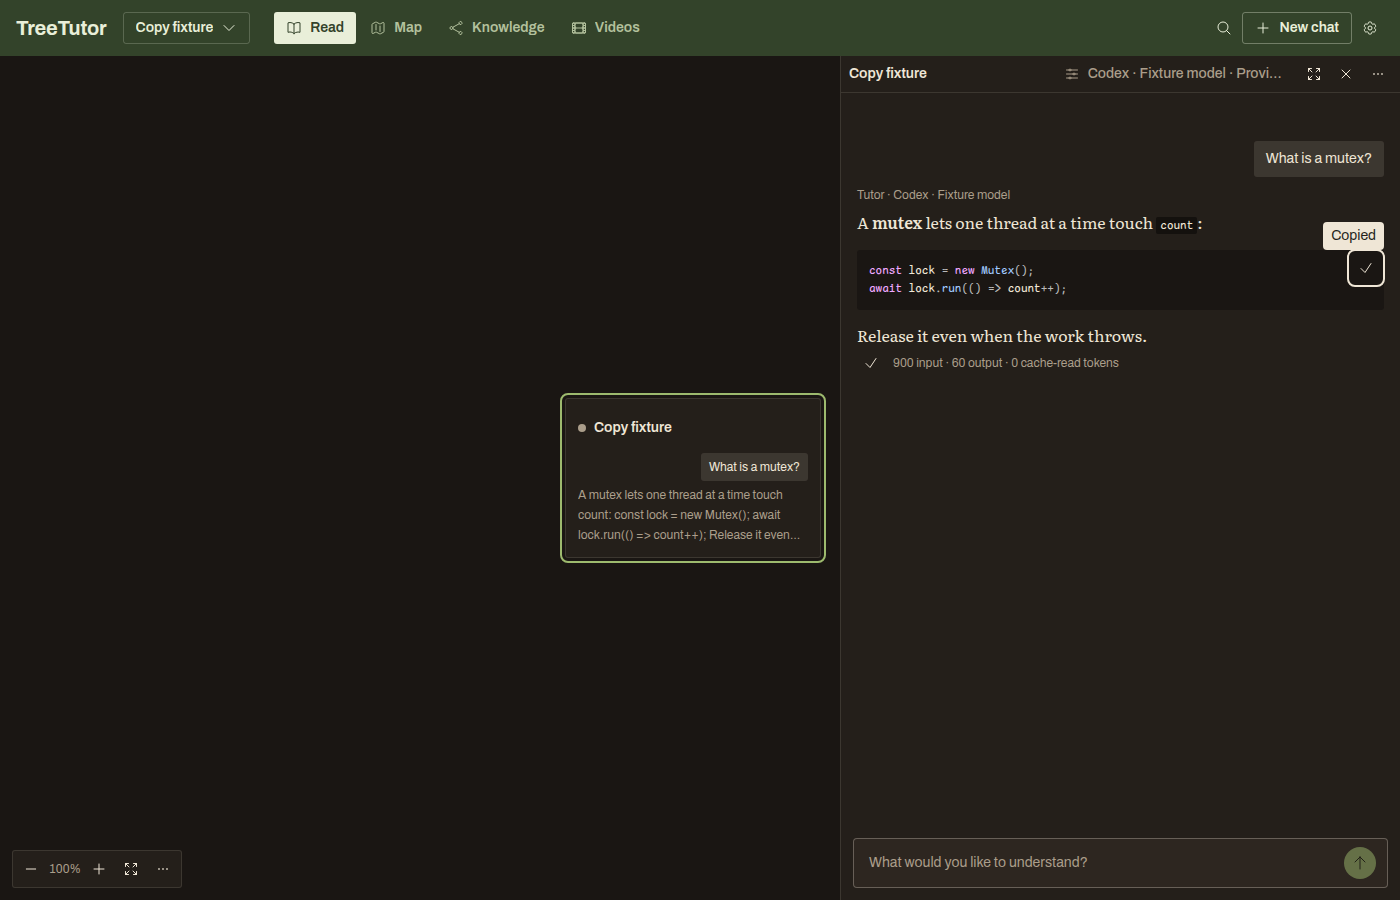 TreeTutor
Copy fixture
Read
Map
Knowledge
Videos
New chat
Copy fixture
Codex · Fixture model · Provi...
What is a mutex?
Tutor · Codex · Fixture model
A mutex lets one thread at a time touch count:
Copied
const lock = new Mutex();
await lock.run(() => count++);
Release it even when the work throws.
900 input · 60 output · 0 cache-read tokens
Copy fixture
What is a mutex?
A mutex lets one thread at a time touch
count: const lock = new Mutex(); await
lock.run(() => count++); Release it even...
100%
What would you like to understand?